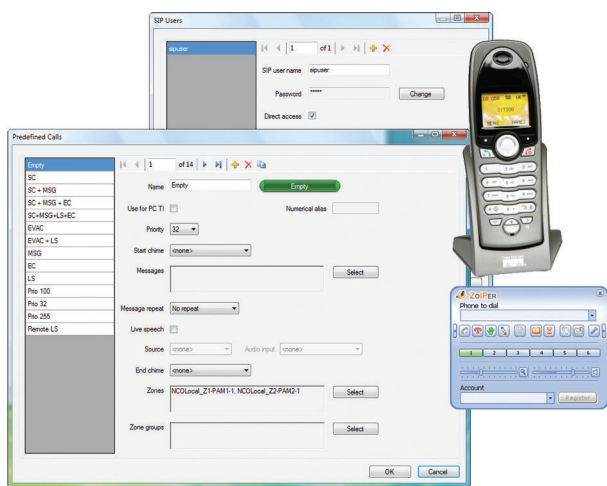 SIP Users
sipuser
1 of 1
SIP user name sipuser
Password *****
Change
Direct access
Predefined Calls
Empty
SC
SC + MSG
SC + MSG + EC
SC+MSG+LS+EC
EVAC
EVAC + LS
MSG
EC
LS
Prio 100
Prio 32
Prio 255
Remote LS
1 of 14
Name Empty
Empty
Use for PC TI
Numerical alias
Priority 32
Start chime <none>
Messages
Select
Message repeat No repeat
Live speech
Source <none>
Audio input <none>
End chime <none>
Zones NCOLocal_Z1-PAM1-1, NCOLocal_Z2-PAM2-1
Select
Zone groups
Select
OK
Cancel
MENU
ZOIPER
Phone to dial
1 2 3 4 5 6
Account
Register